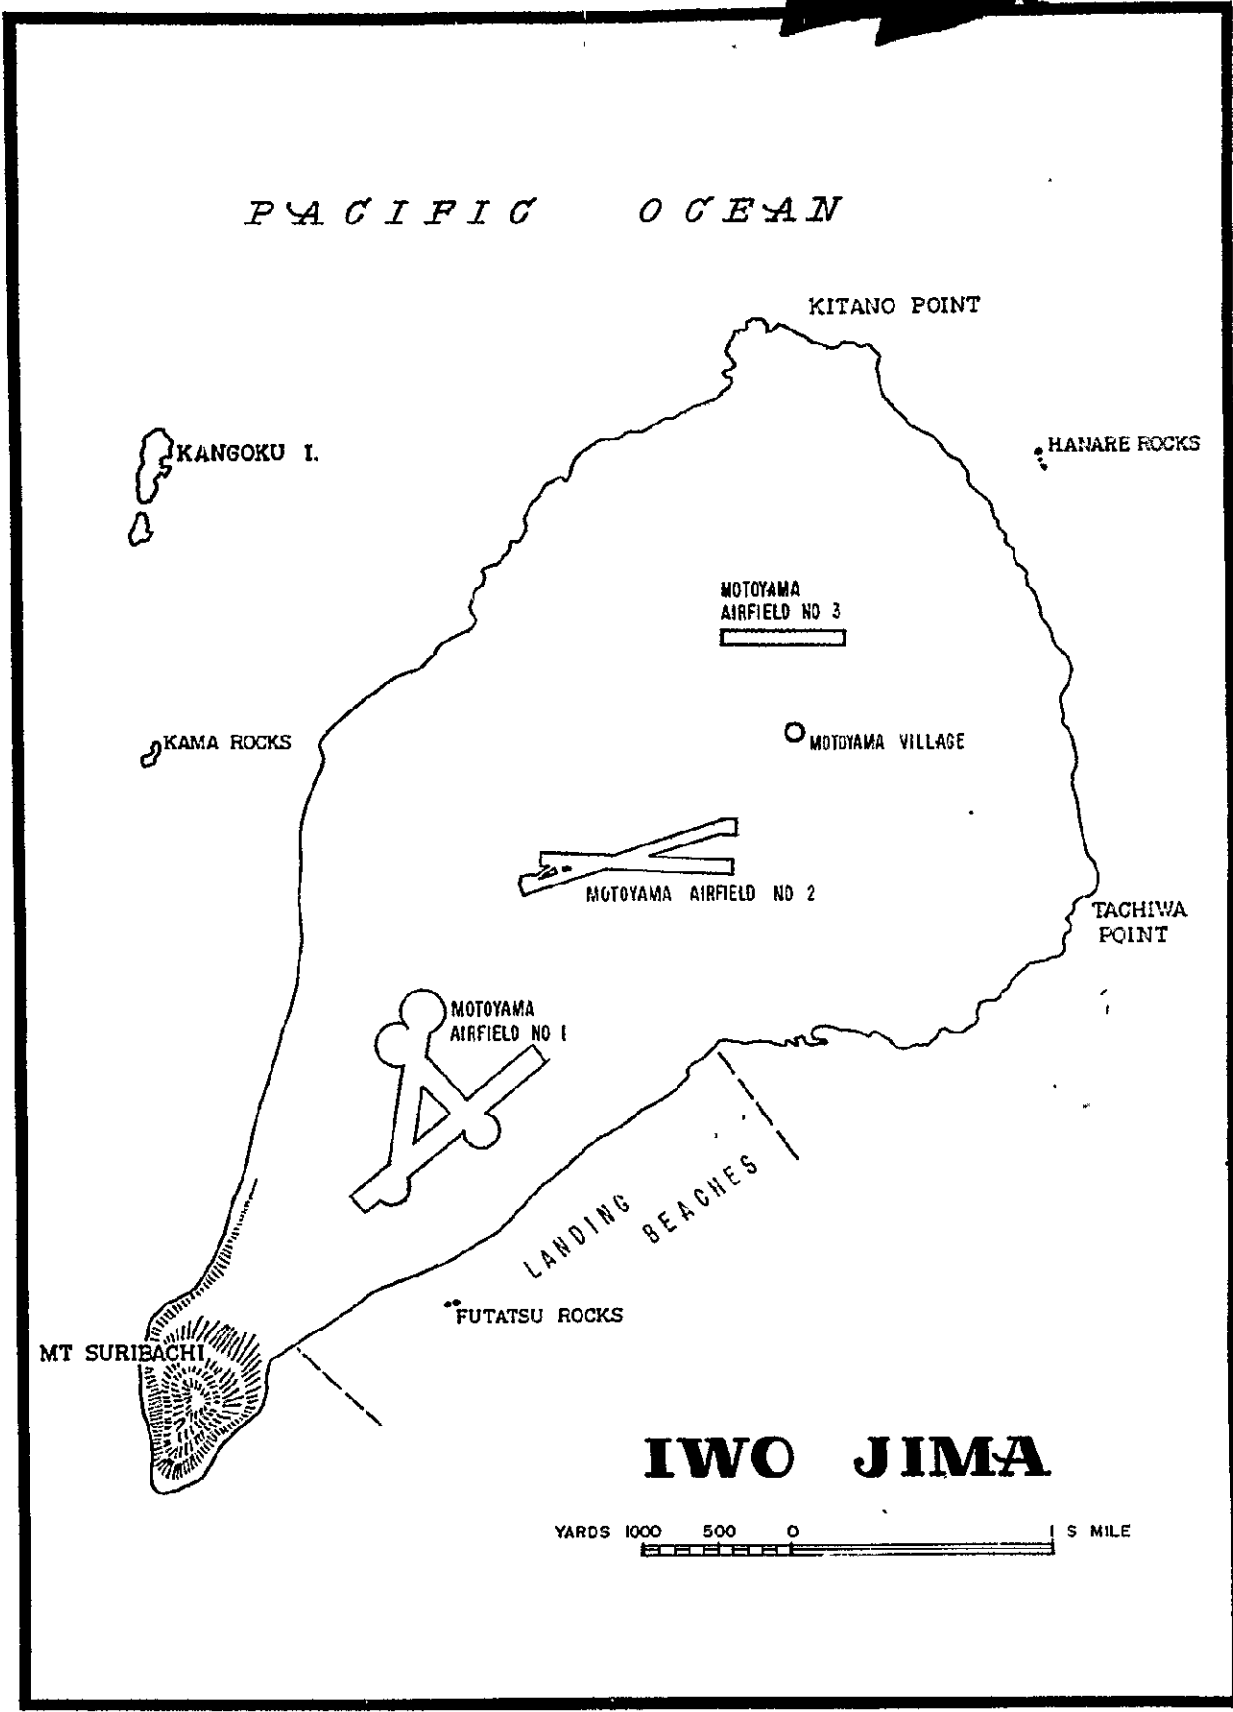 PACIFIC OCEAN
KITANO POINT
KANGOKU I.
HANARE ROCKS
MOTOYAMA
AIRFIELD NO 3
KAMA ROCKS
MOTOYAMA VILLAGE
MOTOYAMA AIRFIELD NO 2
TACHIWA
POINT
MOTOYAMA
AIRFIELD NO 1
LANDING
BEACHES
FUTATSU ROCKS
MT SURIBACHI
IWO JIMA
YARDS 1000 500 0 1 S MILE